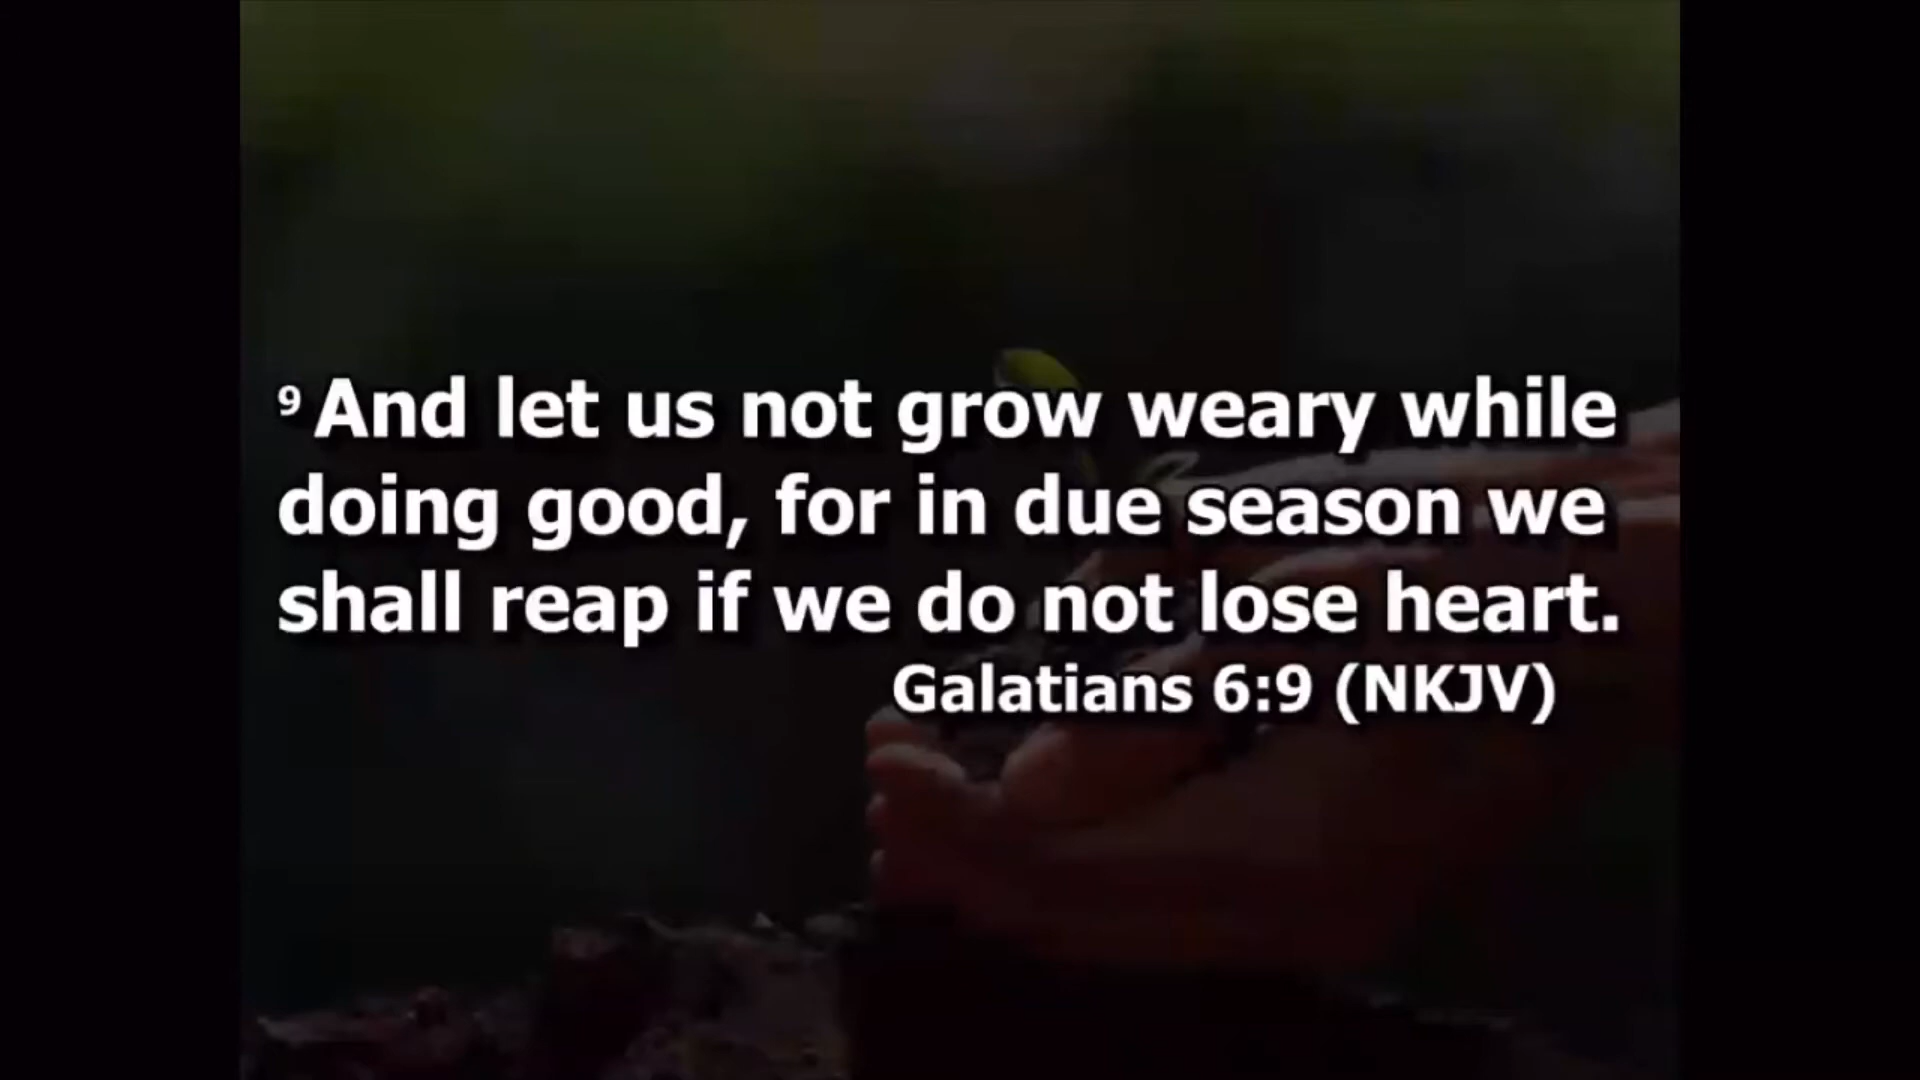 9 And let us not grow weary while
doing good, for in due season we
shall reap if we do not lose heart.
Galatians 6:9 (NKJV)